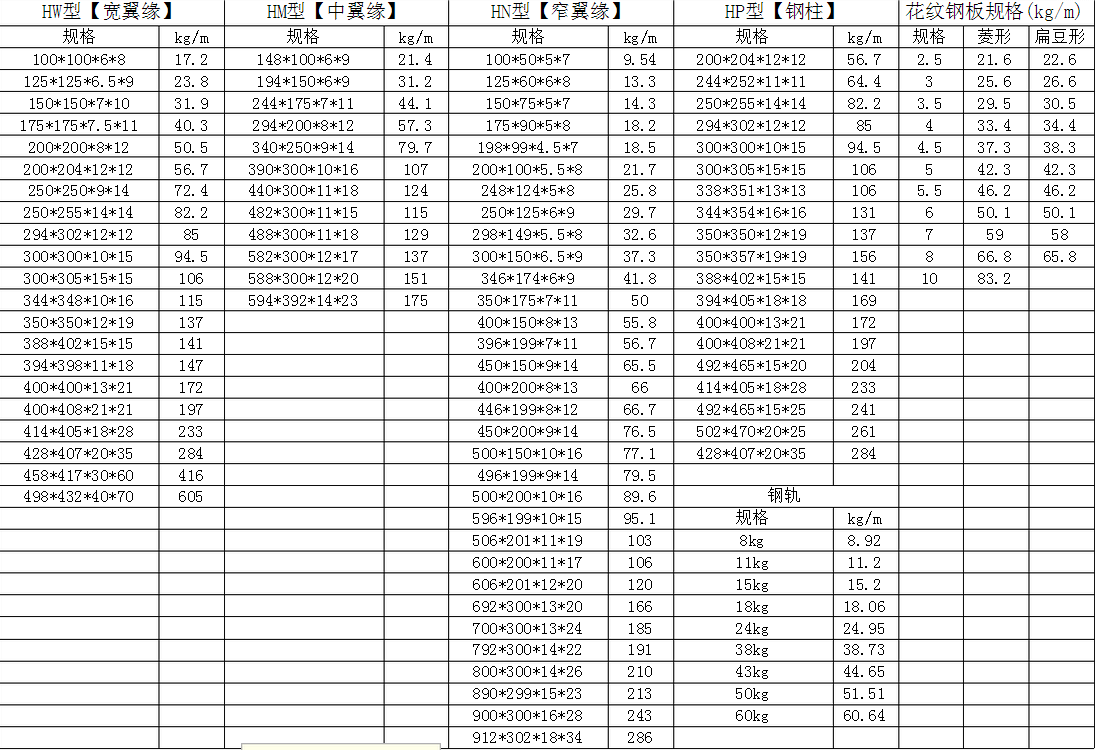 HW型【宽翼缘】 HM型【中翼缘】 HN型【窄翼缘】 HP型【钢柱】 花纹钢板规格(kg/m)
规格 kg/m 规格 kg/m 规格 kg/m 规格 kg/m 规格 菱形 扁豆形
100*100*6*8 17.2 148*100*6*9 21.4 100*50*5*7 9.54 200*204*12*12 56.7 2.5 21.6 22.6
125*125*6.5*9 23.8 194*150*6*9 31.2 125*60*6*8 13.3 244*252*11*11 64.4 3 25.6 26.6
150*150*7*10 31.9 244*175*7*11 44.1 150*75*5*7 14.3 250*255*14*14 82.2 3.5 29.5 30.5
175*175*7.5*11 40.3 294*200*8*12 57.3 175*90*5*8 18.2 294*302*12*12 85 4 33.4 34.4
200*200*8*12 50.5 340*250*9*14 79.7 198*99*4.5*7 18.5 300*300*10*15 94.5 4.5 37.3 38.3
200*204*12*12 56.7 390*300*10*16 107 200*100*5.5*8 21.7 300*305*15*15 106 5 42.3 42.3
250*250*9*14 72.4 440*300*11*18 124 248*124*5*8 25.8 338*351*13*13 106 5.5 46.2 46.2
250*255*14*14 82.2 482*300*11*15 115 250*125*6*9 29.7 344*354*16*16 131 6 50.1 50.1
294*302*12*12 85 488*300*11*18 129 298*149*5.5*8 32.6 350*350*12*19 137 7 59 58
300*300*10*15 94.5 582*300*12*17 137 300*150*6.5*9 37.3 350*357*19*19 156 8 66.8 65.8
300*305*15*15 106 588*300*12*20 151 346*174*6*9 41.8 388*402*15*15 141 10 83.2
344*348*10*16 115 594*392*14*23 175 350*175*7*11 50 394*405*18*18 169
350*350*12*19 137 400*150*8*13 55.8 400*400*13*21 172
388*402*15*15 141 396*199*7*11 56.7 400*408*21*21 197
394*398*11*18 147 450*150*9*14 65.5 492*465*15*20 204
400*400*13*21 172 400*200*8*13 66 414*405*18*28 233
400*408*21*21 197 446*199*8*12 66.7 492*465*15*25 241
414*405*18*28 233 450*200*9*14 76.5 502*470*20*25 261
428*407*20*35 284 500*150*10*16 77.1 428*407*20*35 284
458*417*30*60 416 496*199*9*14 79.5
498*432*40*70 605 500*200*10*16 89.6 钢轨
596*199*10*15 95.1 规格 kg/m
506*201*11*19 103 8kg 8.92
600*200*11*17 106 11kg 11.2
606*201*12*20 120 15kg 15.2
692*300*13*20 166 18kg 18.06
700*300*13*24 185 24kg 24.95
792*300*14*22 191 38kg 38.73
800*300*14*26 210 43kg 44.65
890*299*15*23 213 50kg 51.51
900*300*16*28 243 60kg 60.64
912*302*18*34 286